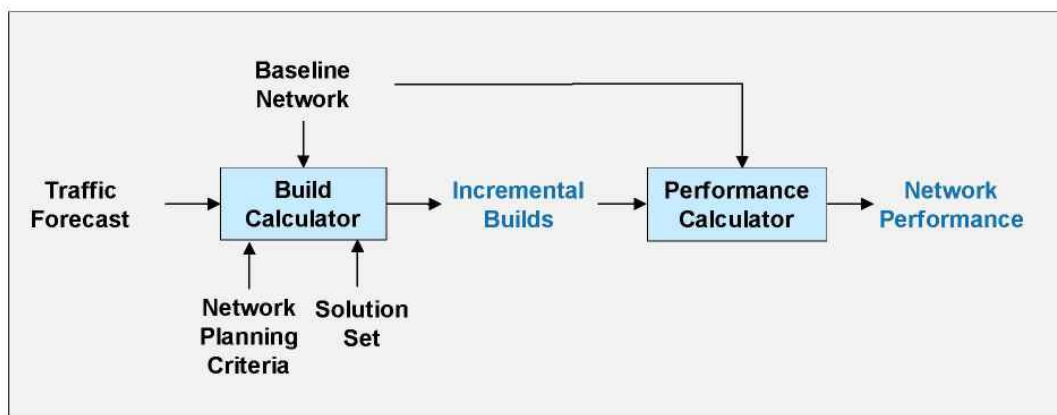 Baseline
Network
Traffic
Forecast
Build
Calculator
Incremental
Builds
Performance
Calculator
Network
Performance
Network
Planning
Criteria
Solution
Set